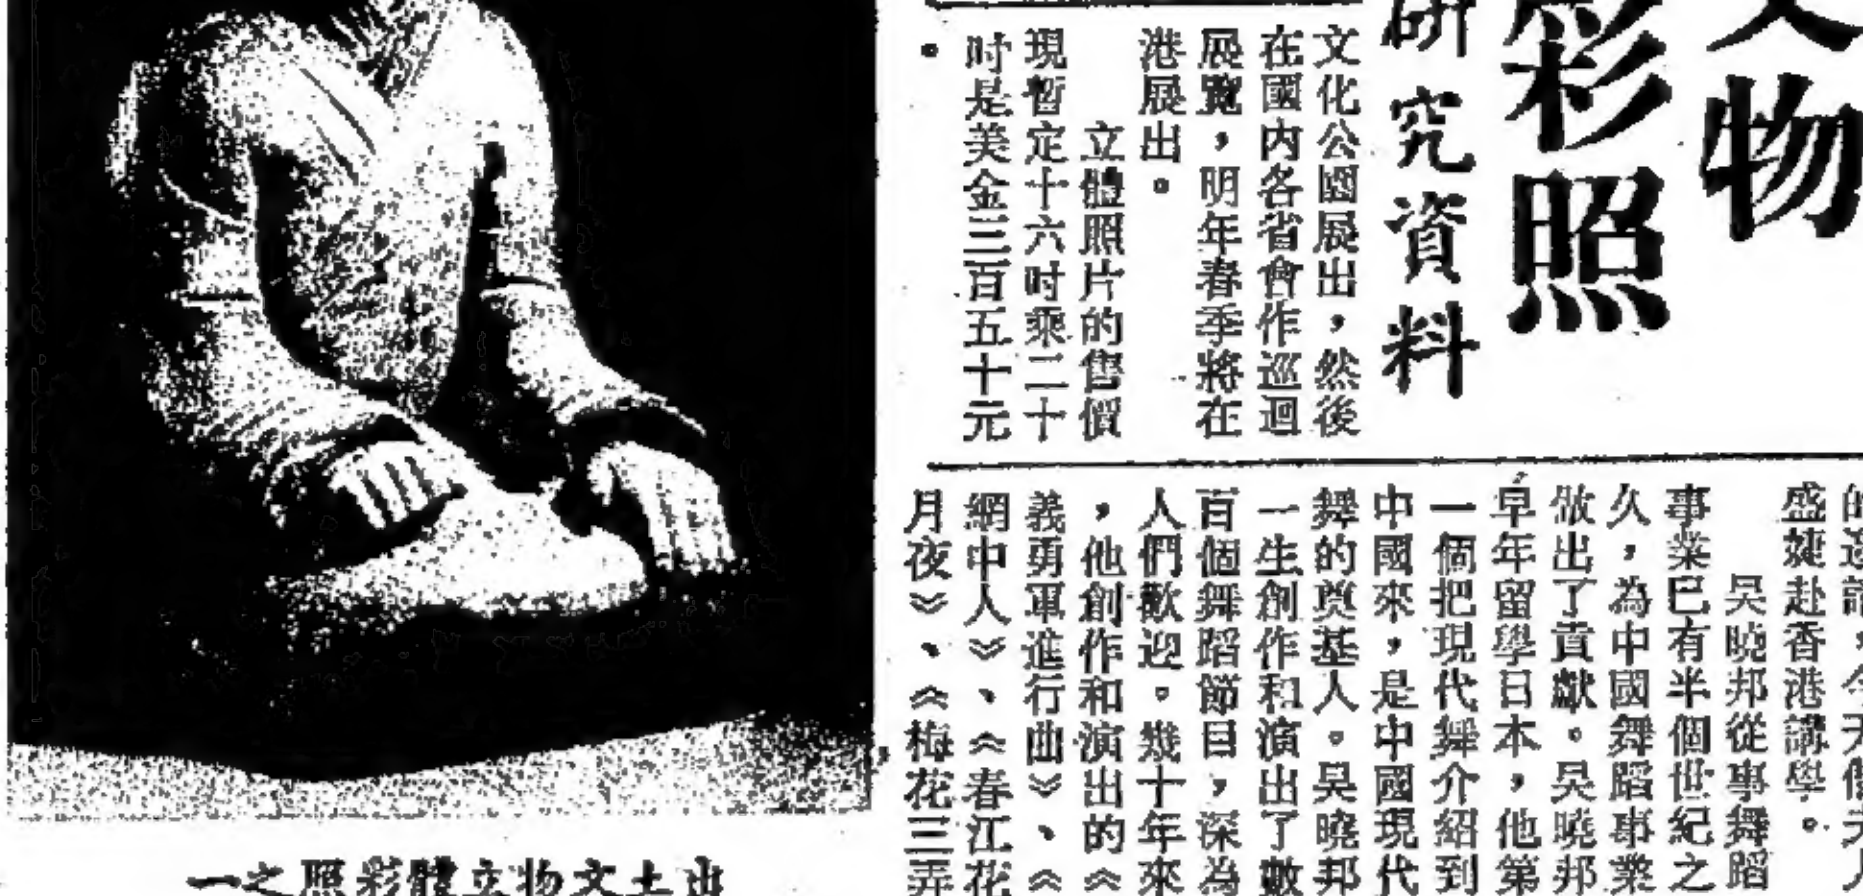 文物
彩照
研究資料
文化公園展出，然後
在國內各省會作巡迴
展覽，明年春季將在
港展出。
立體照片的售價
現暫定十六吋乘二十
吋是美金三百五十元
。
盛婕赴香港講學。
吳曉邦從事舞蹈
事業已有半個世紀之
久，為中國舞蹈事業
做出了貢獻。吳曉邦
早年留學日本，他第
一個把現代舞介紹到
中國來，是中國現代
舞的奠基人。吳曉邦
一生創作和演出了數
百個舞蹈節目，深為
人們歡迎。幾十年來
，他創作和演出的《
義勇軍進行曲》、《
網中人》、《春江花
月夜》、《梅花三弄
出土文物立體彩照之一